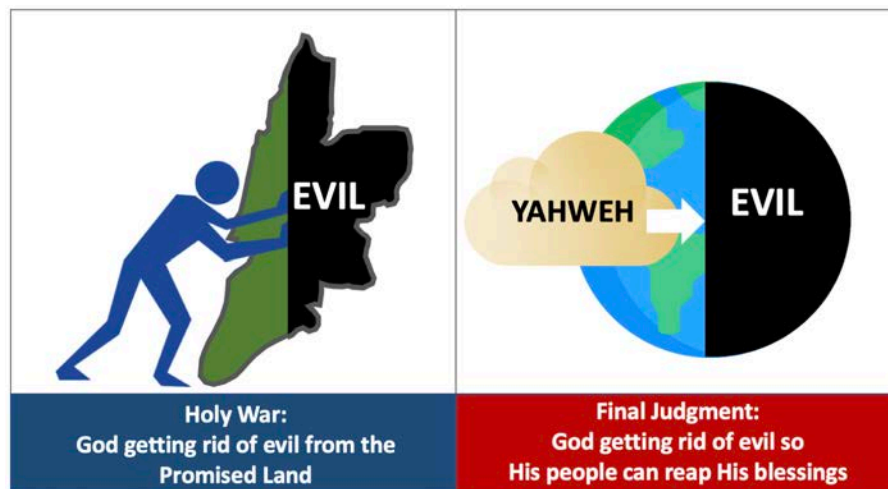 EVIL
YAHWEH
EVIL
Holy War:
God getting rid of evil from the
Promised Land
Final Judgment:
God getting rid of evil so
His people can reap His blessings